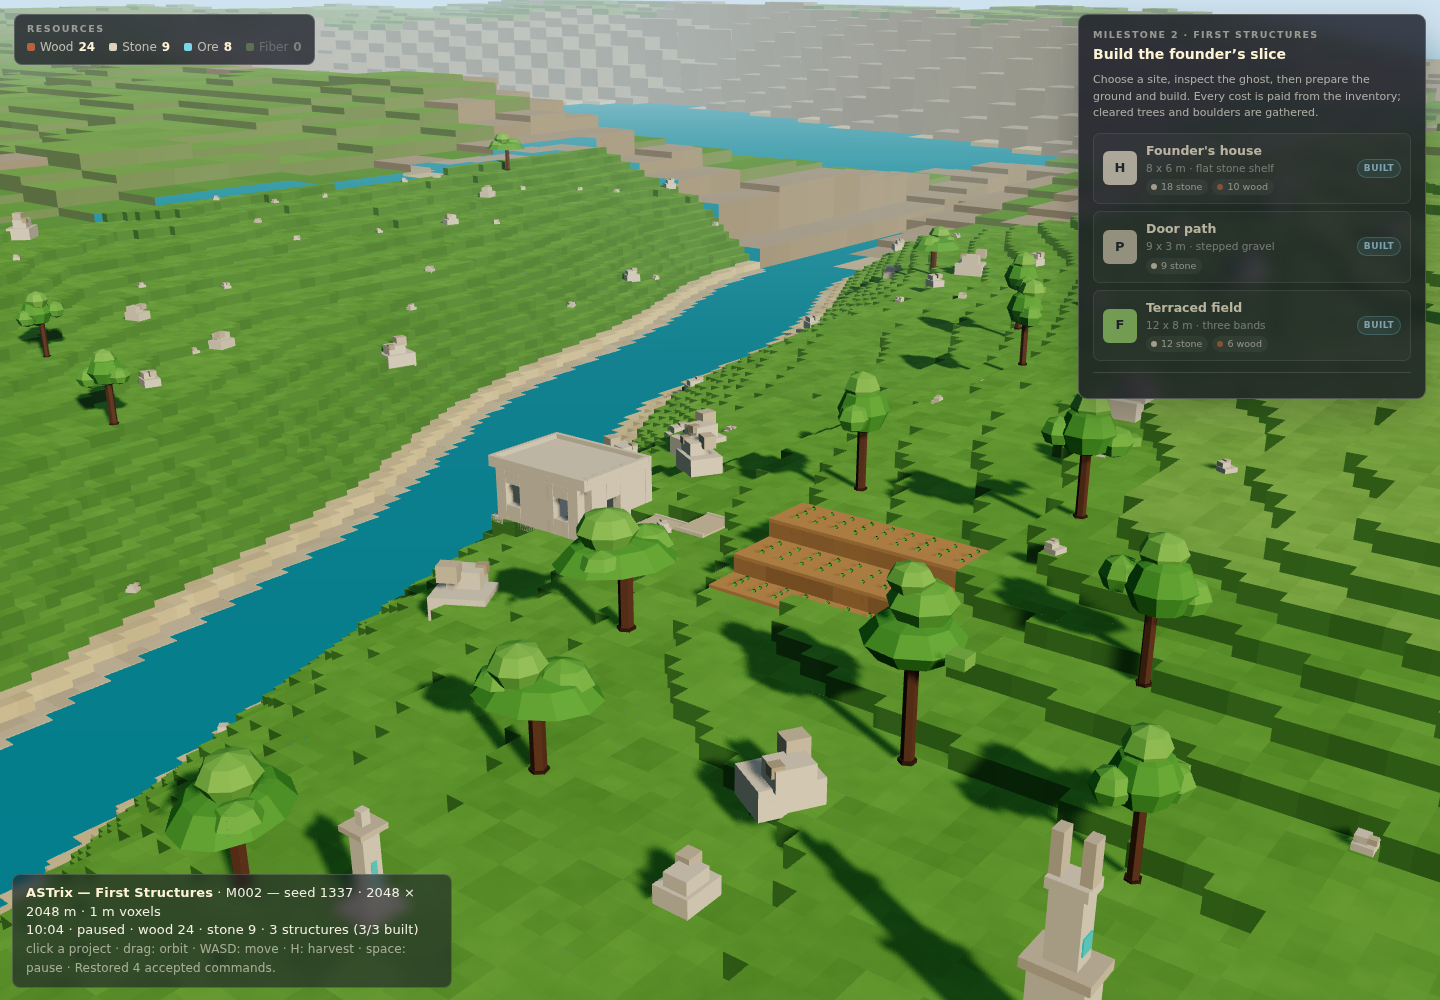 RESOURCES
Wood 24 Stone 9 Ore 8 Fiber 0
MILESTONE 2 · FIRST STRUCTURES
Build the founder’s slice
Choose a site, inspect the ghost, then prepare the
ground and build. Every cost is paid from the inventory;
cleared trees and boulders are gathered.
H
Founder's house
8 x 6 m · flat stone shelf
18 stone 10 wood
BUILT
P
Door path
9 x 3 m · stepped gravel
9 stone
BUILT
F
Terraced field
12 x 8 m · three bands
12 stone 6 wood
BUILT
ASTrix — First Structures · M002 — seed 1337 · 2048 ×
2048 m · 1 m voxels
10:04 · paused · wood 24 · stone 9 · 3 structures (3/3 built)
click a project · drag: orbit · WASD: move · H: harvest · space:
pause · Restored 4 accepted commands.